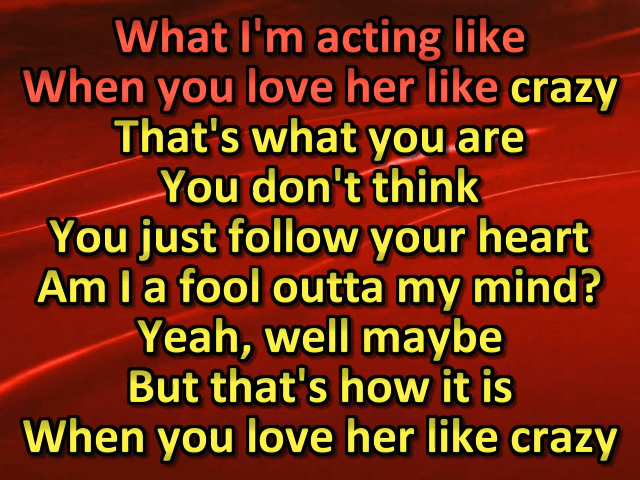 What I'm acting like
When you love her like crazy
That's what you are
You don't think
You just follow your heart
Am I a fool outta my mind?
Yeah, well maybe
But that's how it is
When you love her like crazy